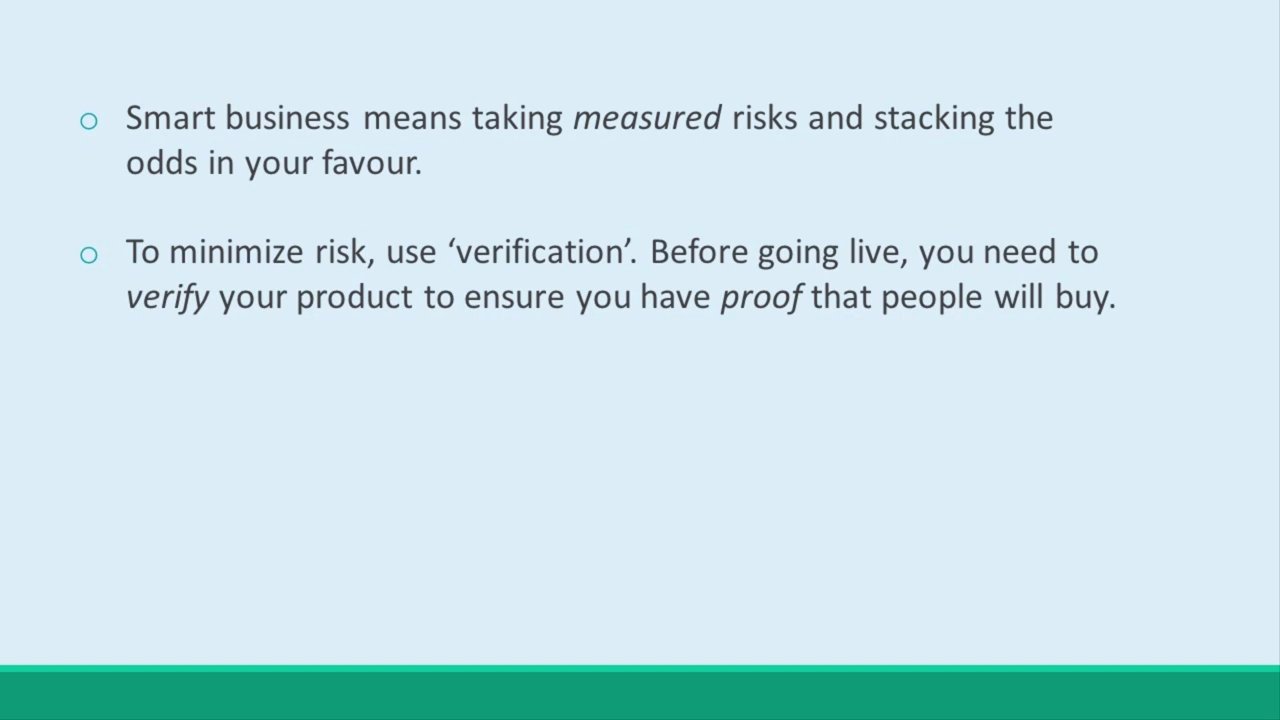 Smart business means taking measured risks and stacking the
odds in your favour.
To minimize risk, use ‘verification’. Before going live, you need to
verify your product to ensure you have proof that people will buy.